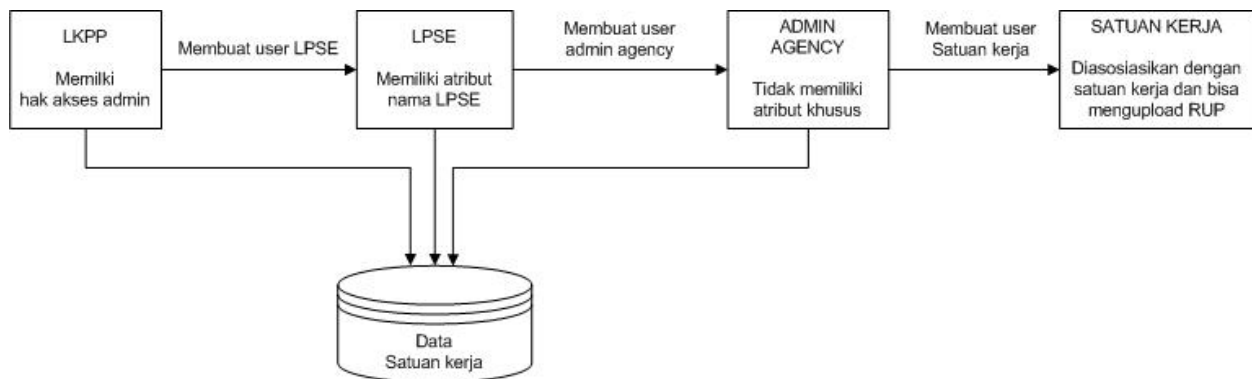 LKPP
Memilki
hak akses admin
Membuat user LPSE
LPSE
Memiliki atribut
nama LPSE
Membuat user
admin agency
ADMIN
AGENCY
Tidak memiliki
atribut khusus
Membuat user
Satuan kerja
SATUAN KERJA
Diasosiasikan dengan
satuan kerja dan bisa
mengupload RUP
Data
Satuan kerja